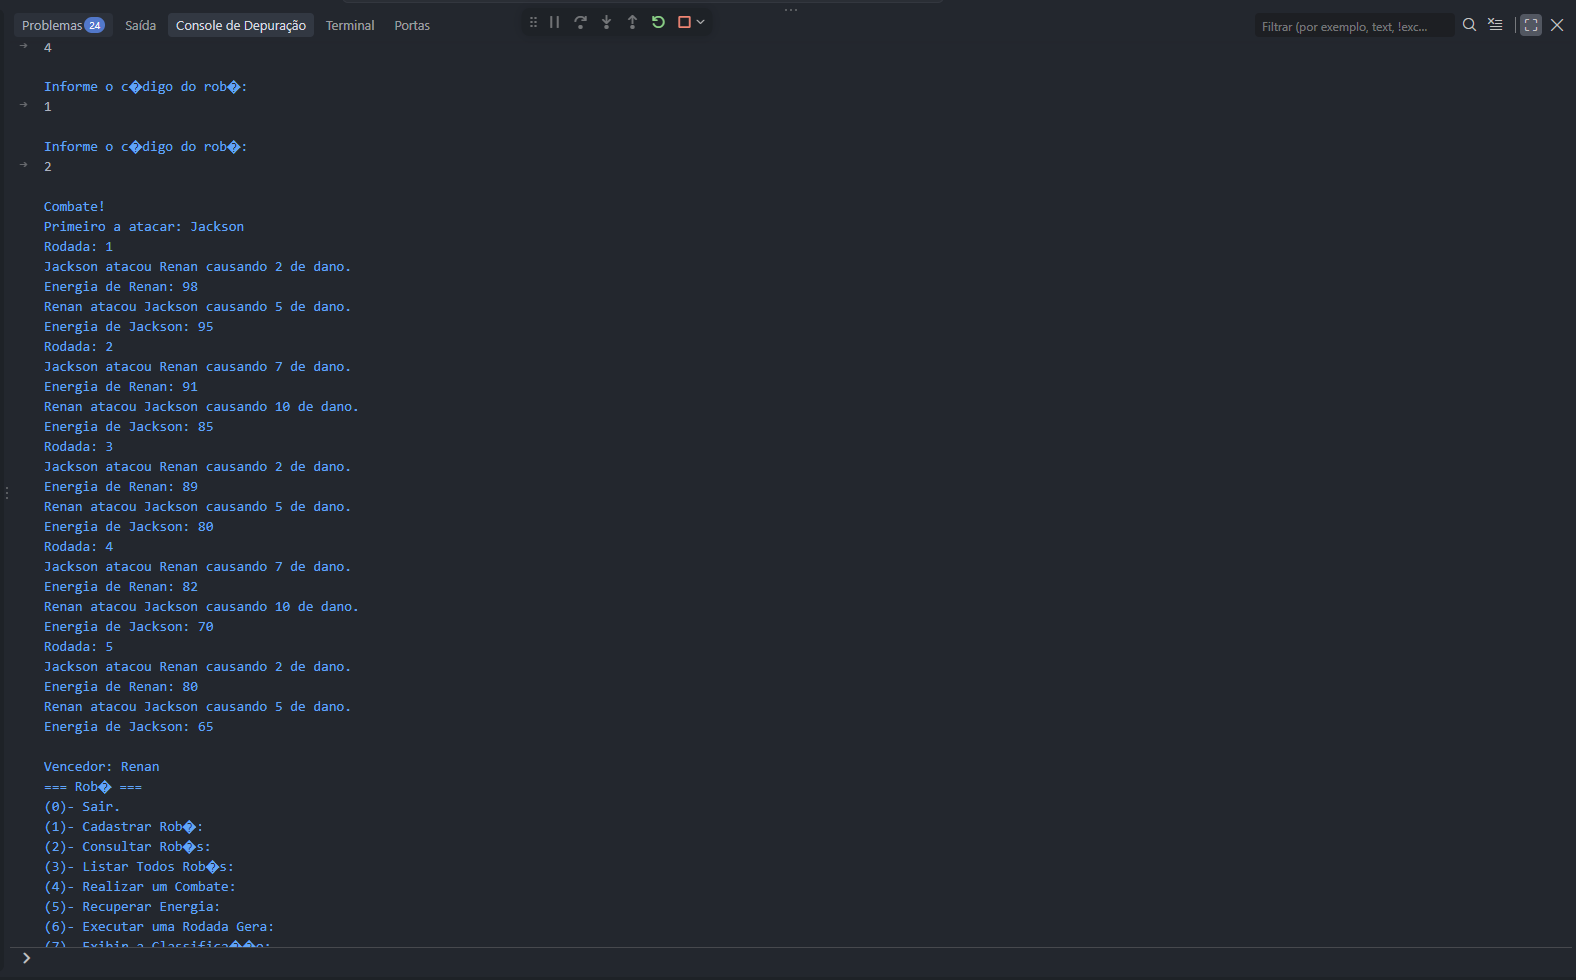 Problemas 24 Saída Console de Depuração Terminal Portas Filtrar (por exemplo, text, !exc...
4
Informe o c�digo do rob�:
1
Informe o c�digo do rob�:
2
Combate!
Primeiro a atacar: Jackson
Rodada: 1
Jackson atacou Renan causando 2 de dano.
Energia de Renan: 98
Renan atacou Jackson causando 5 de dano.
Energia de Jackson: 95
Rodada: 2
Jackson atacou Renan causando 7 de dano.
Energia de Renan: 91
Renan atacou Jackson causando 10 de dano.
Energia de Jackson: 85
Rodada: 3
Jackson atacou Renan causando 2 de dano.
Energia de Renan: 89
Renan atacou Jackson causando 5 de dano.
Energia de Jackson: 80
Rodada: 4
Jackson atacou Renan causando 7 de dano.
Energia de Renan: 82
Renan atacou Jackson causando 10 de dano.
Energia de Jackson: 70
Rodada: 5
Jackson atacou Renan causando 2 de dano.
Energia de Renan: 80
Renan atacou Jackson causando 5 de dano.
Energia de Jackson: 65
Vencedor: Renan
=== Rob� ===
(0)- Sair.
(1)- Cadastrar Rob�:
(2)- Consultar Rob�s:
(3)- Listar Todos Rob�s:
(4)- Realizar um Combate:
(5)- Recuperar Energia:
(6)- Executar uma Rodada Gera:
(7)- Exibir a Classifica��o: